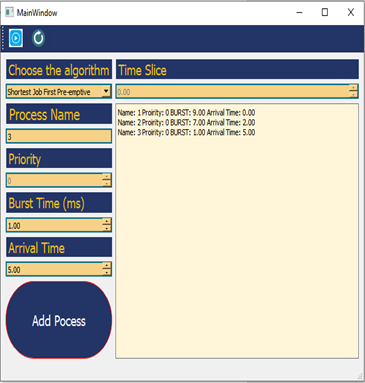 MainWindow
Choose the algorithm
Time Slice
Shortest Job First Pre-emptive
0.00
Process Name
3
Priority
0
Burst Time (ms)
1.00
Arrival Time
5.00
Add Pocess
Name: 1 Proirity: 0 BURST: 9.00 Arrival Time: 0.00
Name: 2 Proirity: 0 BURST: 7.00 Arrival Time: 2.00
Name: 3 Proirity: 0 BURST: 1.00 Arrival Time: 5.00